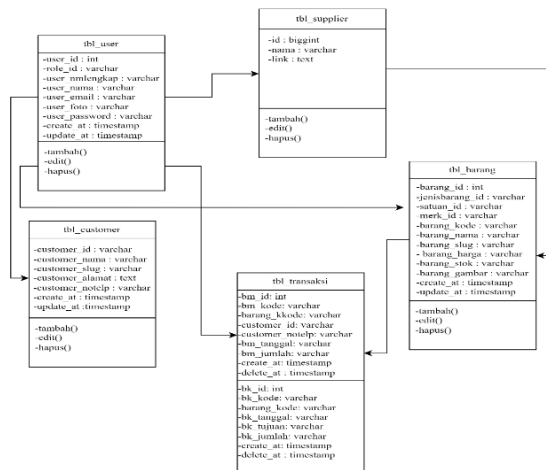 tbl_supplier
-id : biggint
-nama : varchar
-link : text
-tambah()
-edit()
-hapus()
tbl_user
-user_id : int
-role_id : varchar
-user_nmlengkap : varchar
-user_nama : varchar
-user_email : varchar
-user_foto : varchar
-user_password : varchar
-create_at : timestamp
-update_at : timestamp
-tambah()
-edit()
-hapus()
tbl_barang
-barang_id : int
-jenisbarang_id : varchar
-satuan_id : varchar
-merk_id : varchar
-barang_kode : varchar
-barang_nama : varchar
-barang_slug : varchar
- barang_harga : varchar
-barang_stok : varchar
-barang_gambar : varchar
-create_at : timestamp
-update_at : timestamp
-tambah()
-edit()
-hapus()
tbl_customer
-customer_id : varchar
-customer_nama : varchar
-customer_slug : varchar
-customer_alamat : text
-customer_notelp : varchar
-create_at : timestamp
-update_at :timestamp
-tambah()
-edit()
-hapus()
tbl_transaksi
-bm_id: int
-bm_kode: varchar
-barang_kkode: varchar
-customer_id: varchar
-customer_notelp: varchar
-bm_tanggal: varchar
-bm_jumlah: varchar
-create_at: timestamp
-delete_at : timestamp
-bk_id: int
-bk_kode: varchar
-barang_kode: varchar
-bk_tanggal: varchar
-bk_tujuan: varchar
-bk_jumlah: varchar
-create_at: timestamp
-delete_at : timestamp